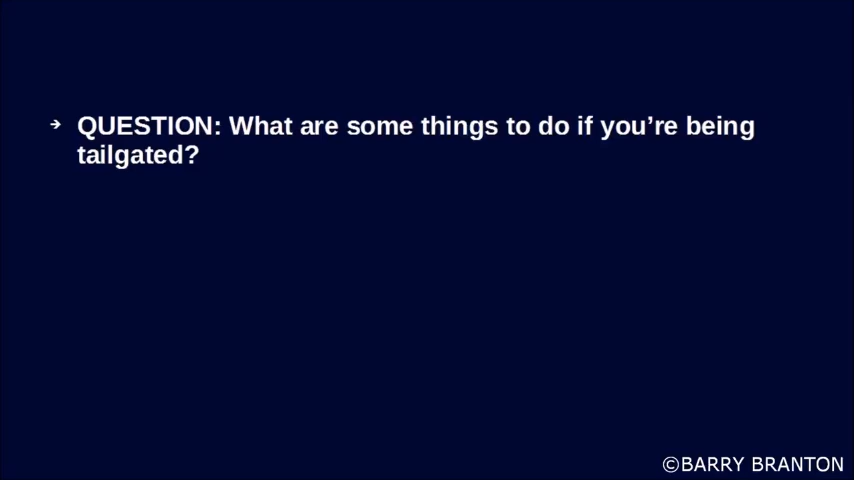 ➔ QUESTION: What are some things to do if you’re being
tailgated?
©BARRY BRANTON